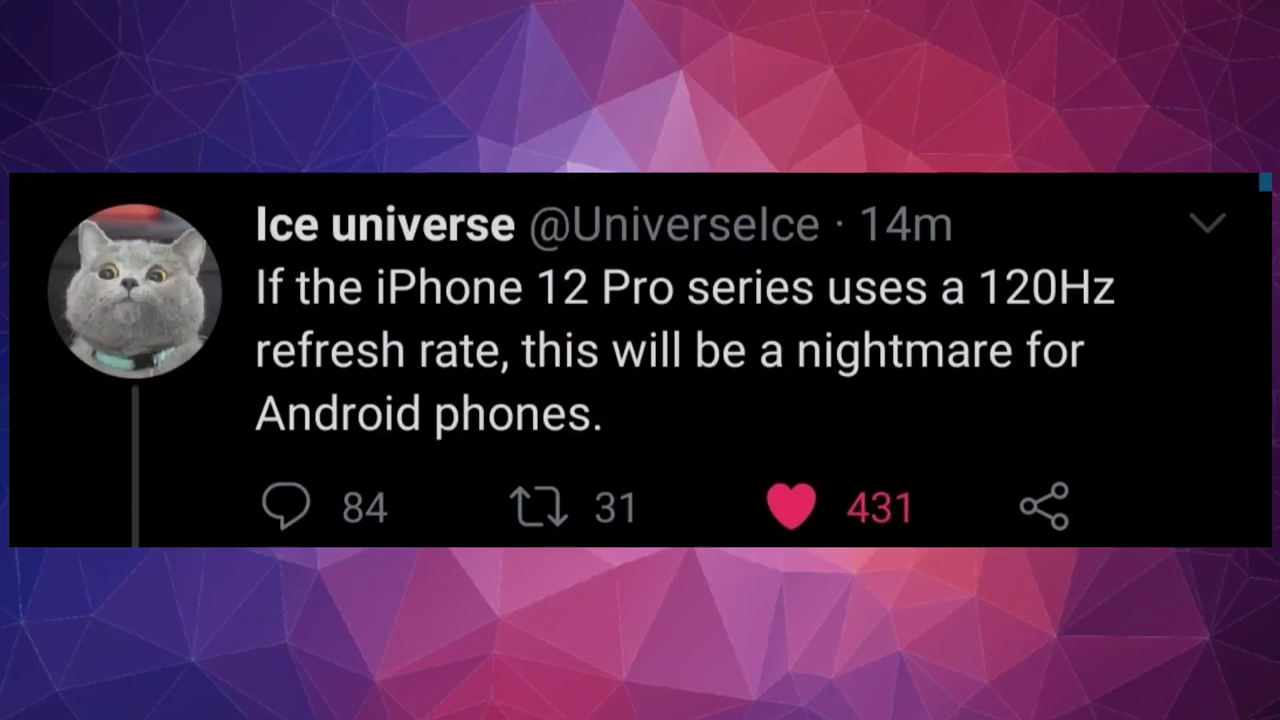 Ice universe @UniverseIce · 14m
If the iPhone 12 Pro series uses a 120Hz
refresh rate, this will be a nightmare for
Android phones.
84 31 431